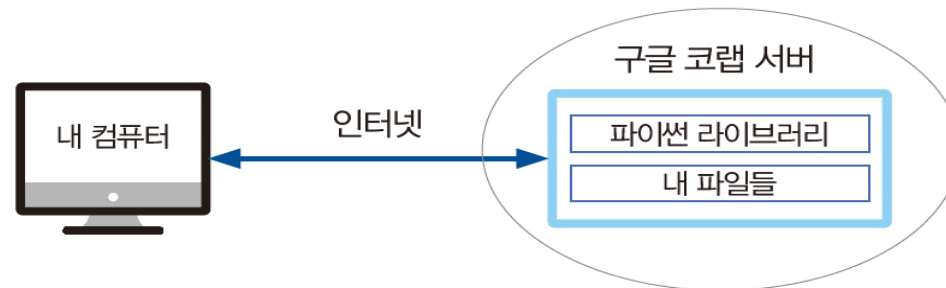 구글 코랩 서버
내 컴퓨터
인터넷
파이썬 라이브러리
내 파일들